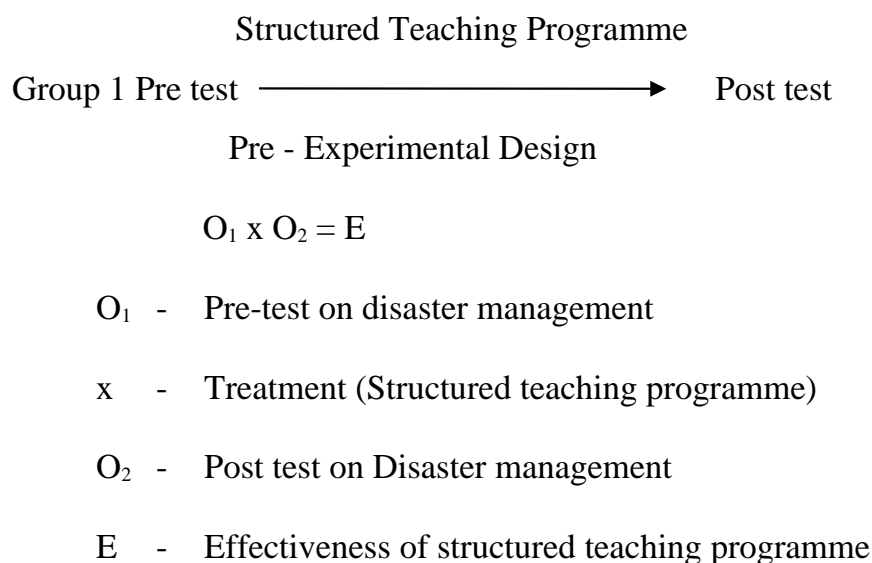 Structured Teaching Programme
Group 1 Pre test Post test
Pre - Experimental Design
O₁ x O₂ = E
O₁ - Pre-test on disaster management
x - Treatment (Structured teaching programme)
O₂ - Post test on Disaster management
E - Effectiveness of structured teaching programme